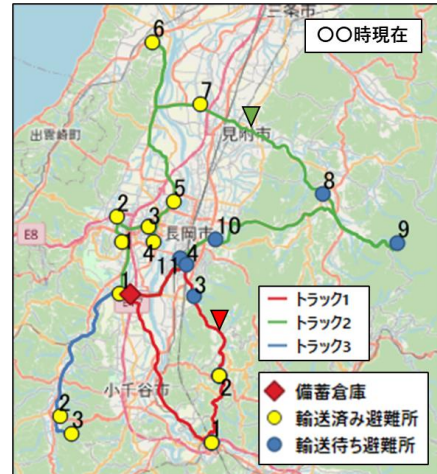 三条市
〇〇時現在
6
7
出雲崎町
見附市
8
2
3
5
1
4
長岡市
10
9
E8
11
4
1
3
トラック1
トラック2
トラック3
2
小千谷市
備蓄倉庫
輸送済み避難所
輸送待ち避難所
2
3
1